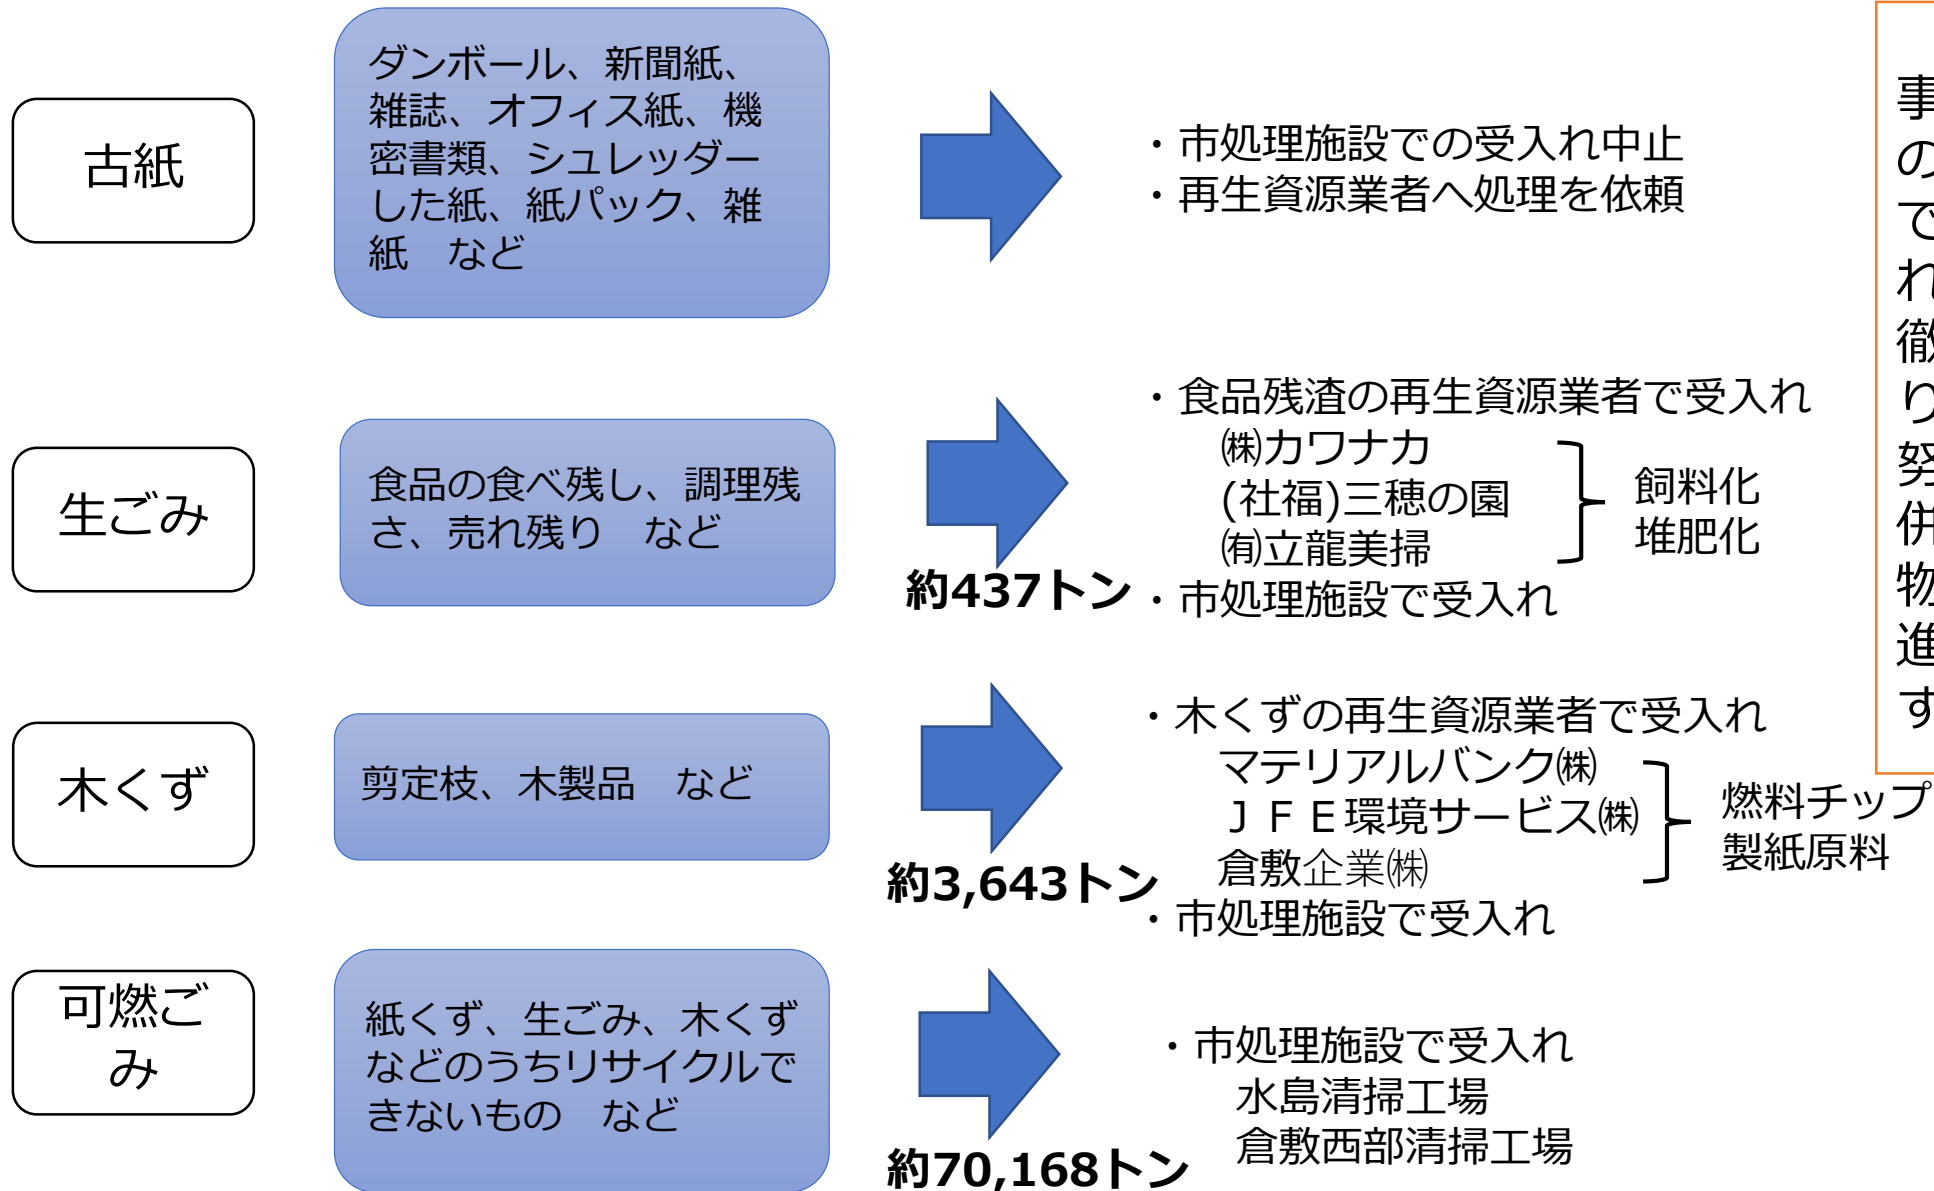 古紙
ダンボール、新聞紙、
雑誌、オフィス紙、機
密書類、シュレッダー
した紙、紙パック、雑
紙　など
・市処理施設での受入れ中止
・再生資源業者へ処理を依頼
生ごみ
食品の食べ残し、調理残
さ、売れ残り　など
約437トン
・食品残渣の再生資源業者で受入れ
㈱カワナカ
(社福)三穂の園
㈲立龍美掃
飼料化
堆肥化
・市処理施設で受入れ
木くず
剪定枝、木製品　など
約3,643トン
・木くずの再生資源業者で受入れ
マテリアルバンク㈱
ＪＦＥ環境サービス㈱
倉敷企業㈱
燃料チップ
製紙原料
・市処理施設で受入れ
可燃ご
み
紙くず、生ごみ、木くず
などのうちリサイクルで
きないもの　など
約70,168トン
・市処理施設で受入れ
水島清掃工場
倉敷西部清掃工場
の
で
れ
り
努
併
物
進
す